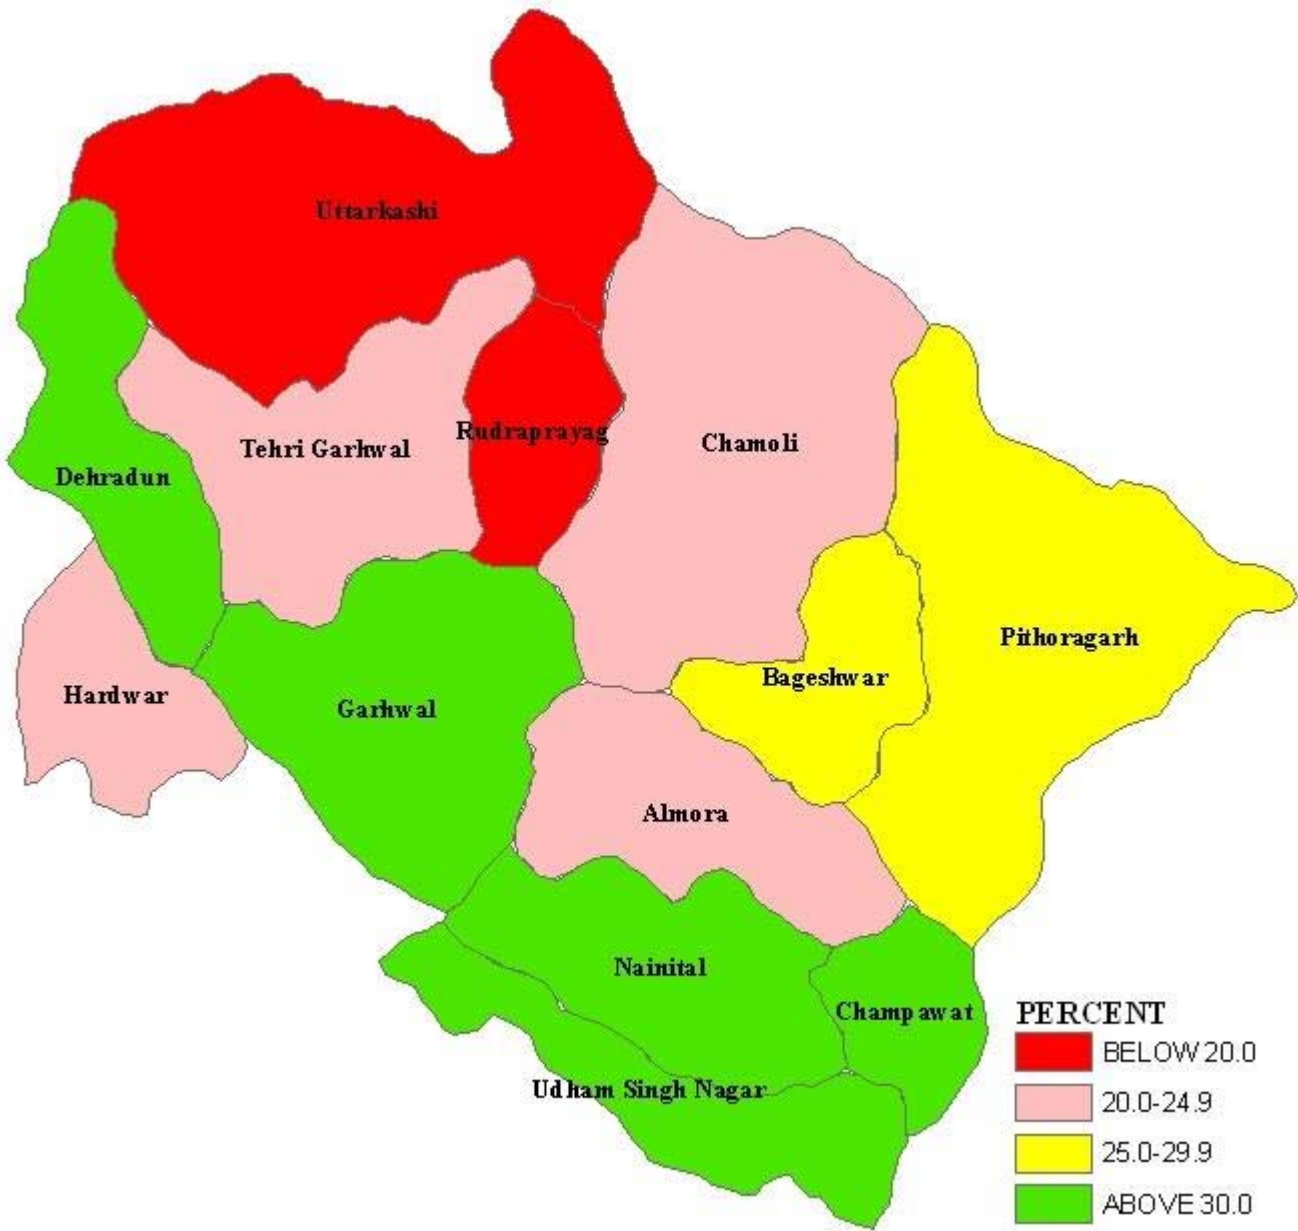 Uttarkashi
Rudraprayag
Tehri Garhwal
Chamoli
Dehradun
Pithoragarh
Bageshwar
Hardwar
Garhwal
Almora
Nainital
Champawat
Udham Singh Nagar
PERCENT
BELOW 20.0
20.0-24.9
25.0-29.9
ABOVE 30.0